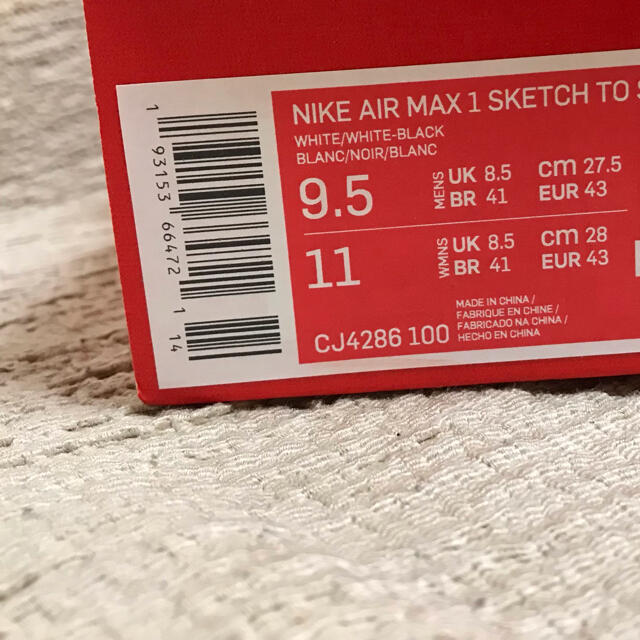 NIKE AIR MAX 1 SKETCH TO S
WHITE/WHITE-BLACK
BLANC/NOIR/BLANC
9.5 MENS UK 8.5 cm 27.5
BR 41 EUR 43
11 WMNS UK 8.5 cm 28
BR 41 EUR 43
MADE IN CHINA /
FABRIQUE EN CHINE /
FABRICADO NA CHINA /
HECHO EN CHINA
CJ4286 100
1 93153 66472 1
14